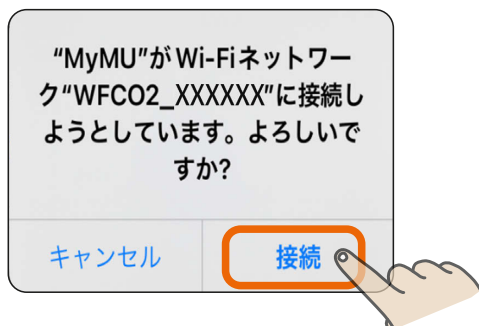 “MyMU”がWi-Fiネットワー
ク“WFCO2_XXXXXX”に接続し
ようとしています。よろしいで
すか?
キャンセル
接続